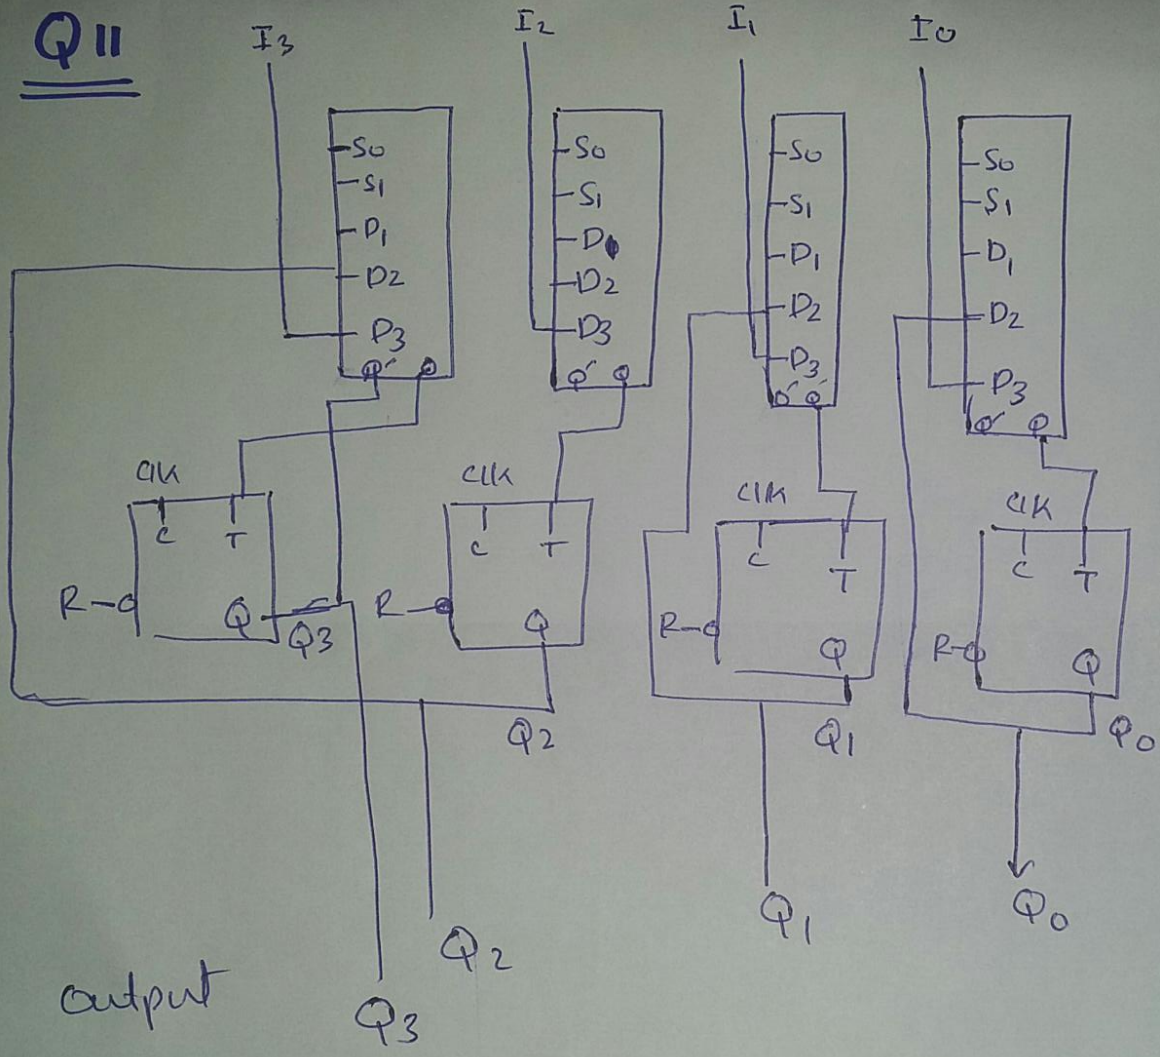 Q11
I3 I2 I1 I0
S0 S0 S0 S0
S1 S1 S1 S1
D1 D D1 D1
D2 D2 D2 D2
D3 D3 D3 D3
Q' Q Q' Q Q' Q Q' Q
Clk Clk Clk Clk
C T C T C T C T
R R R R
Q Q Q Q
Q3
Q2 Q1 Q0
Q1 Q0
Q2
output
Q3